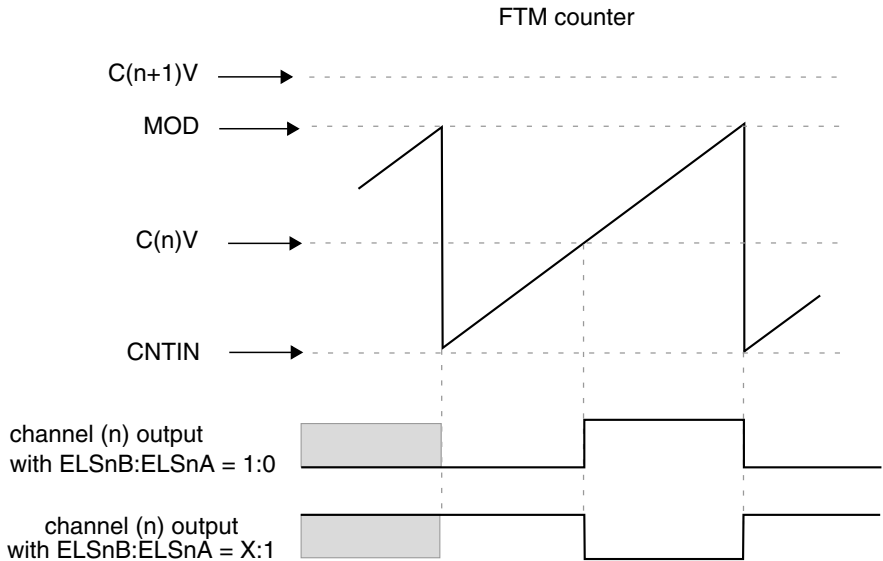 FTM counter
C(n+1)V
MOD
C(n)V
CNTIN
channel (n) output
with ELSnB:ELSnA = 1:0
channel (n) output
with ELSnB:ELSnA = X:1